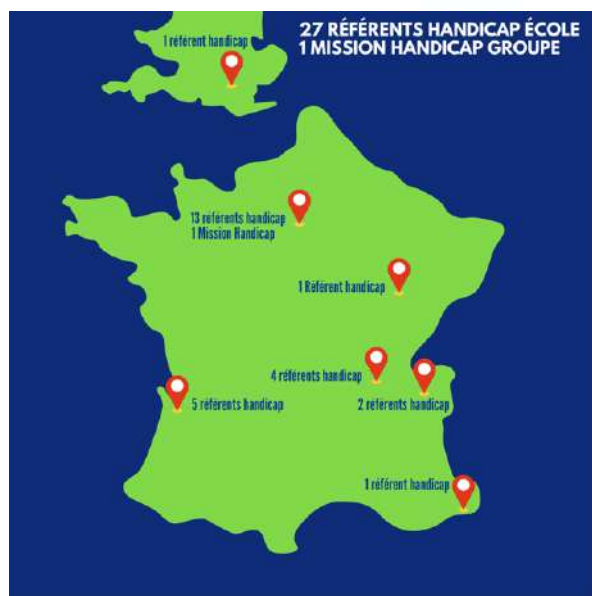 27 RÉFÉRENTS HANDICAP ÉCOLE
1 MISSION HANDICAP GROUPE
1 référent handicap
13 référents handicap
1 Mission Handicap
1 Référent handicap
4 référents handicap
2 référents handicap
5 référents handicap
1 référent handicap